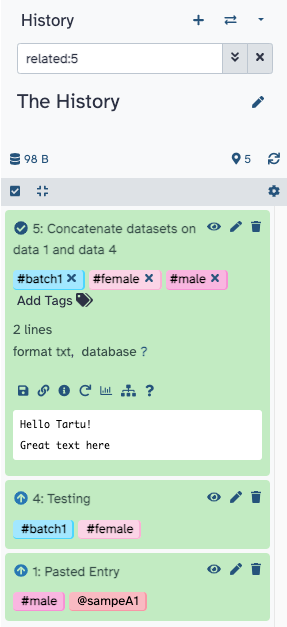 History
related:5
The History
98 B
5
5: Concatenate datasets on
data 1 and data 4
#batch1 #female #male
Add Tags
2 lines
format txt, database ?
Hello Tartu!
Great text here
4: Testing
#batch1 #female
1: Pasted Entry
#male @sampeA1